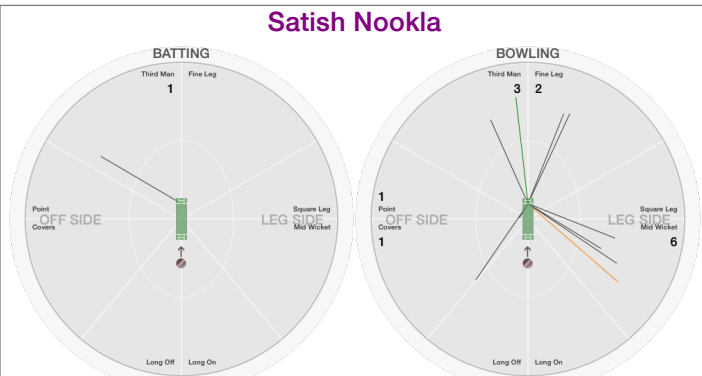 Satish Nookla
BATTING
Third Man
Fine Leg
1
Point
OFF SIDE
Covers
Square Leg
LEG SIDE
Mid Wicket
Long Off
Long On
BOWLING
Third Man
Fine Leg
3
2
1
Point
OFF SIDE
Covers
1
Square Leg
LEG SIDE
Mid Wicket
6
Long Off
Long On